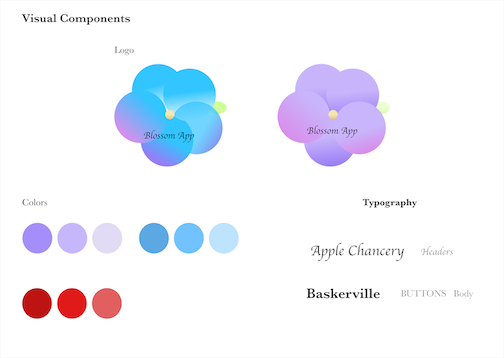 Visual Components
Logo
Blossom App
Blossom App
Colors
Typography
Apple Chancery Headers
Baskerville BUTTONS Body